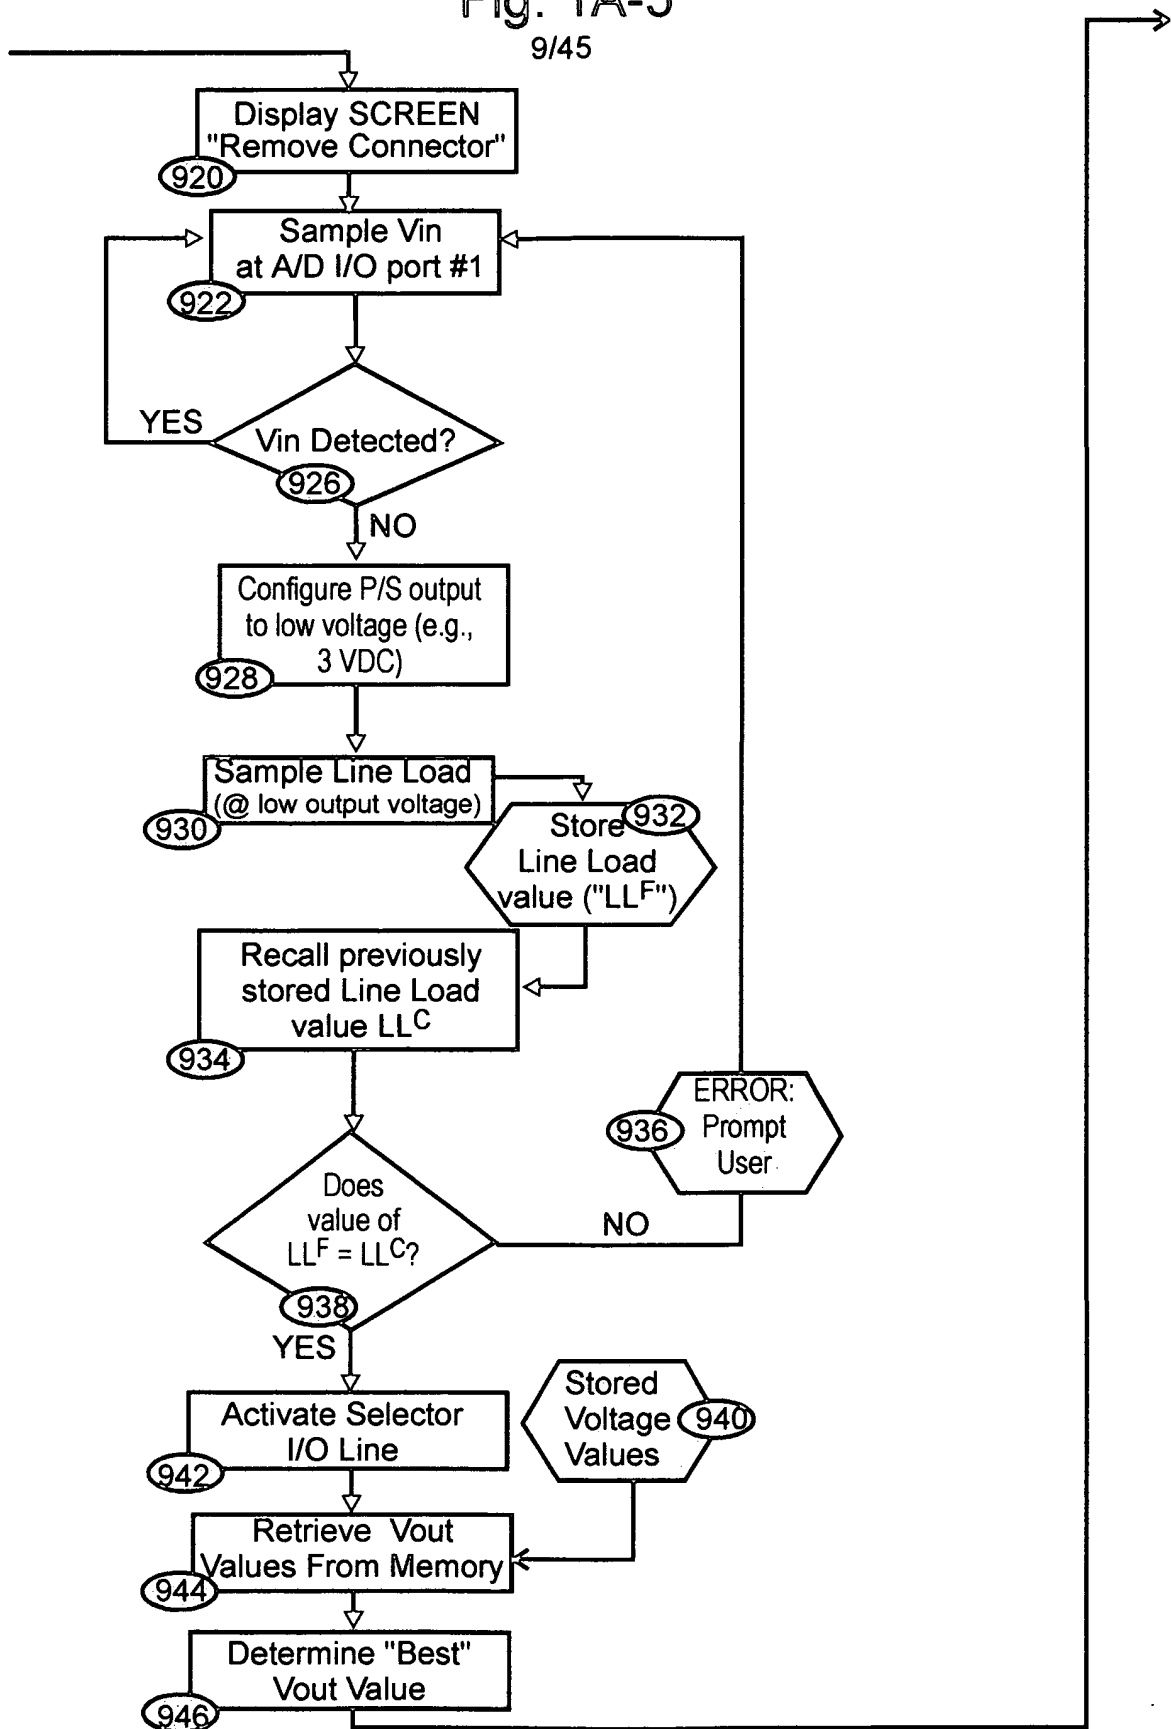 Fig. 1A-5
9/45
Display SCREEN
"Remove Connector"
920
Sample Vin
at A/D I/O port #1
922
YES
Vin Detected?
926
NO
Configure P/S output
to low voltage (e.g.,
3 VDC)
928
Sample Line Load
(@ low output voltage)
930
932
Store
Line Load
value ("LLF")
Recall previously
stored Line Load
value LLC
934
ERROR:
Prompt
User
936
Does
value of
LLF = LLC?
NO
938
YES
Stored
Voltage
Values
940
Activate Selector
I/O Line
942
Retrieve Vout
Values From Memory
944
Determine "Best"
Vout Value
946